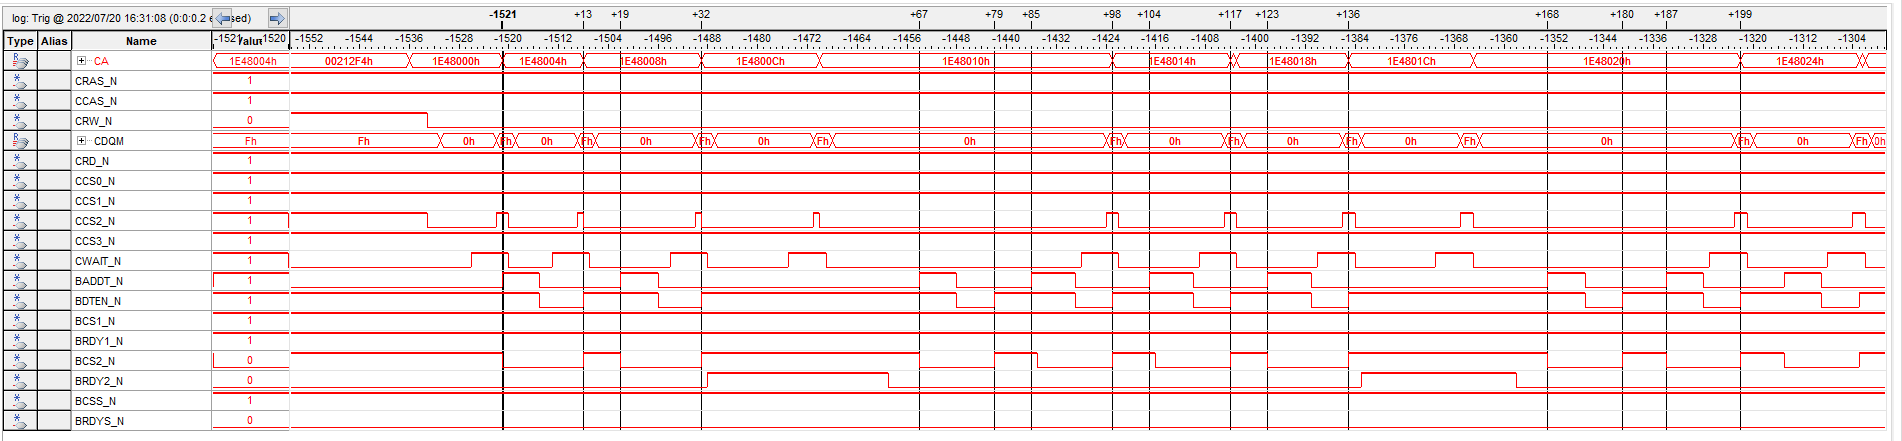 log: Trig @ 2022/07/20 16:31:08 (0:0:0.2 e sed)
-1521 +13 +19 +32 +67 +79 +85 +98 +104 +117 +123 +136 +168 +180 +187 +199
Type Alias Name -1521 -1520 -1552 -1544 -1536 -1528 -1520 -1512 -1504 -1496 -1488 -1480 -1472 -1464 -1456 -1448 -1440 -1432 -1424 -1416 -1408 -1400 -1392 -1384 -1376 -1368 -1360 -1352 -1344 -1336 -1328 -1320 -1312 -1304
CA 1E48004h 00212F4h 1E48000h 1E48004h 1E48008h 1E4800Ch 1E48010h 1E48014h 1E48018h 1E4801Ch 1E48020h 1E48024h
CRAS_N 1
CCAS_N 1
CRW_N 0
CDQM Fh Fh 0h Fh 0h Fh 0h Fh 0h Fh 0h Fh 0h Fh 0h Fh 0h Fh 0h Fh 0h Fh 0h
CRD_N 1
CCS0_N 1
CCS1_N 1
CCS2_N 1
CCS3_N 1
CWAIT_N 1
BADDT_N 1
BDTEN_N 1
BCS1_N 1
BRDY1_N 1
BCS2_N 0
BRDY2_N 0
BCSS_N 1
BRDYS_N 0